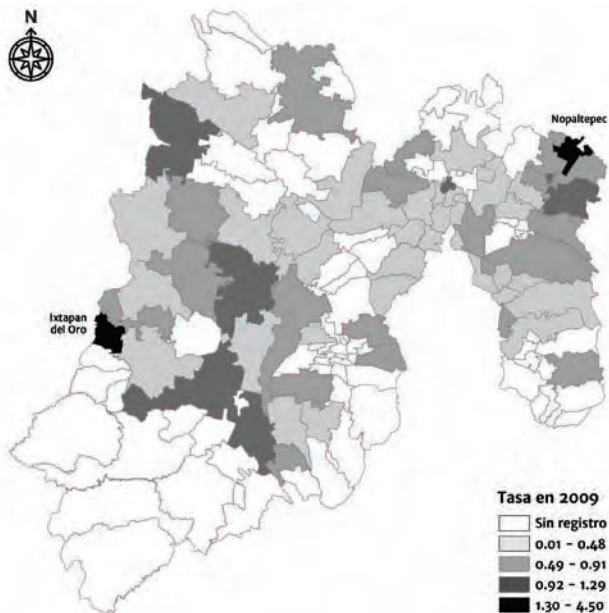 N
Nopaltepec
Ixtapan
del Oro
Tasa en 2009
Sin registro
0.01 - 0.48
0.49 - 0.91
0.92 - 1.29
1.30 - 4.50